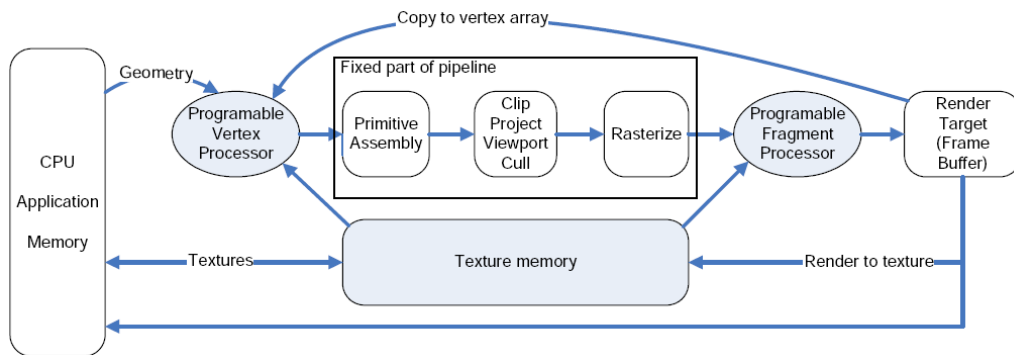 Copy to vertex array
Geometry
Fixed part of pipeline
CPU
Application
Memory
Programable
Vertex
Processor
Primitive
Assembly
Clip
Project
Viewport
Cull
Rasterize
Programable
Fragment
Processor
Render
Target
(Frame
Buffer)
Textures
Texture memory
Render to texture